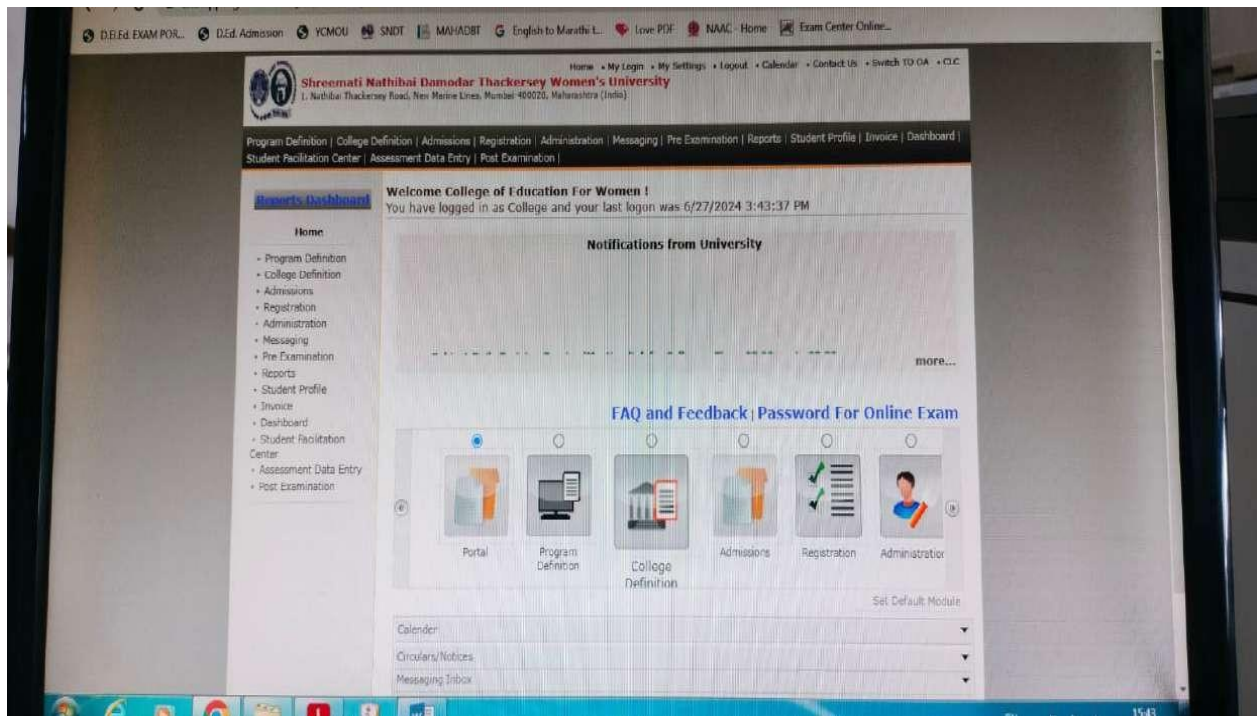 D.El.Ed. EXAM POR... D.Ed. Admission YCMOU SNDT MAHADBT English to Marathi t... I love PDF NAAC - Home Exam Center Online...
Home • My Login • My Settings • Logout • Calendar • Contact Us • Switch TO OA • CLC
Shreemati Nathibai Damodar Thackersey Women's University
1, Nathibai Thackersey Road, New Marine Lines, Mumbai-400020, Maharashtra (India)
Program Definition | College Definition | Admissions | Registration | Administration | Messaging | Pre Examination | Reports | Student Profile | Invoice | Dashboard |
Student Facilitation Center | Assessment Data Entry | Post Examination |
Reports Dashboard
Home
• Program Definition
• College Definition
• Admissions
• Registration
• Administration
• Messaging
• Pre Examination
• Reports
• Student Profile
• Invoice
• Dashboard
• Student Facilitation
Center
• Assessment Data Entry
• Post Examination
Welcome College of Education For Women !
You have logged in as College and your last logon was 6/27/2024 3:43:37 PM
Notifications from University
more...
FAQ and Feedback | Password For Online Exam
Portal
Program
Definition
College
Definition
Admissions
Registration
Administration
Set Default Module
Calender
Circulars/Notices
Messaging Inbox
15:43